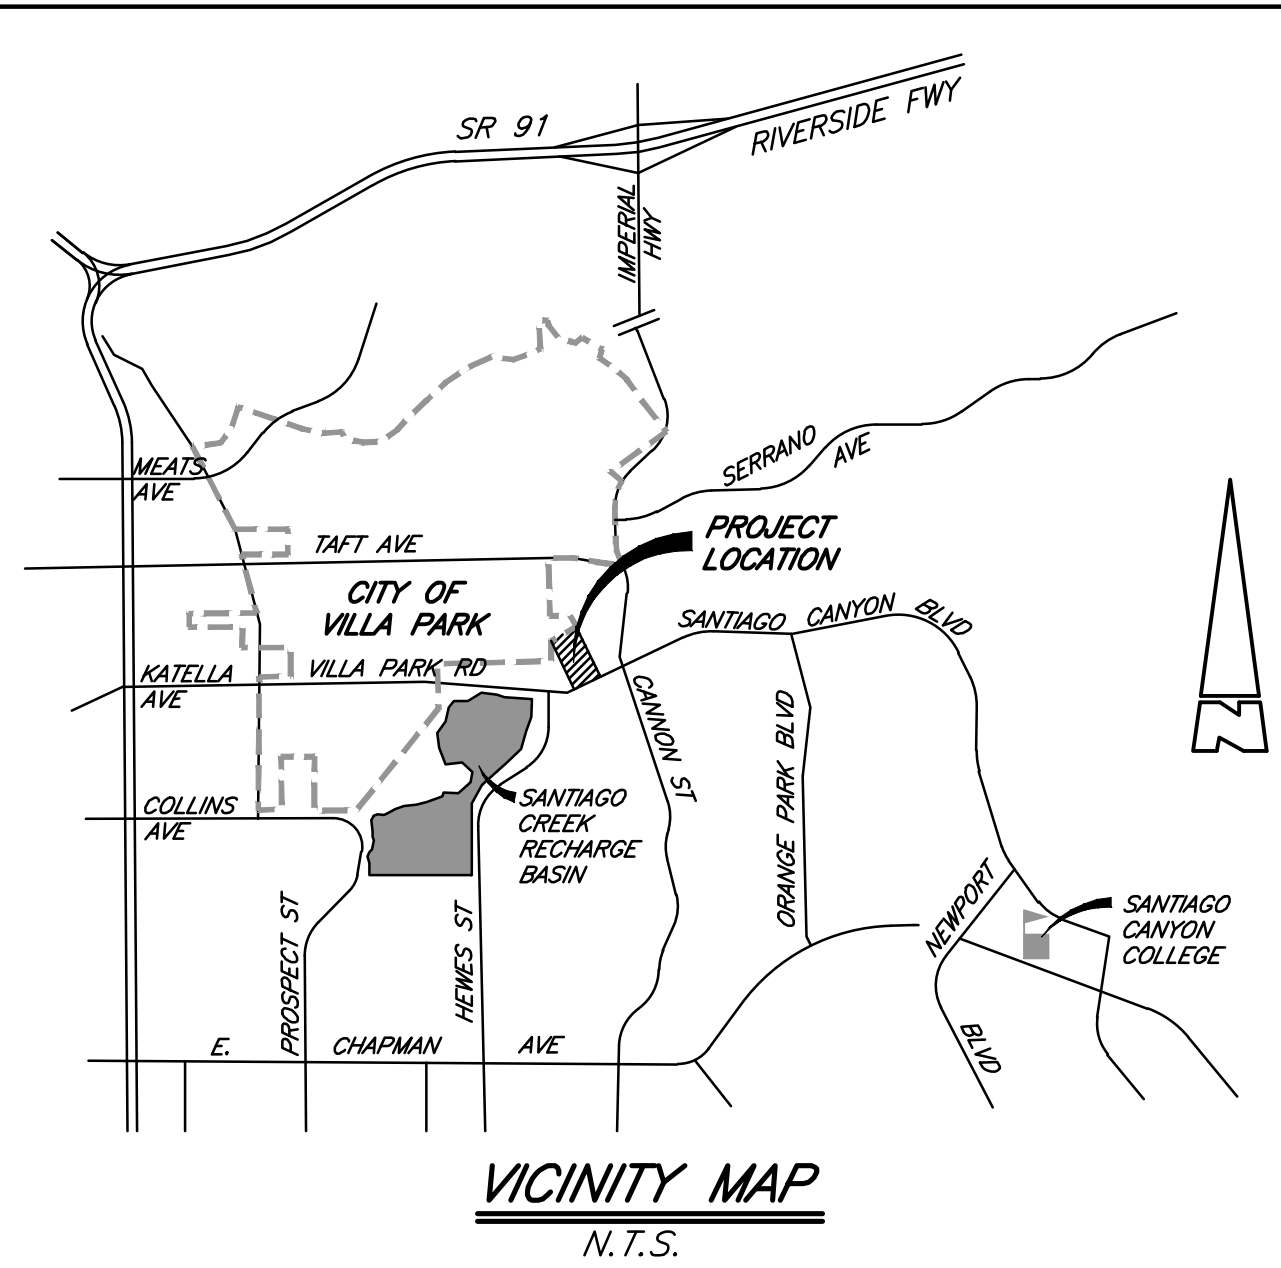 SR 91
RIVERSIDE FWY
IMPERIAL
HWY
SERRANO
AVE
MEATS
AVE
TAFT AVE
PROJECT
LOCATION
CITY OF
VILLA PARK
SANTIAGO CANYON BLVD
KATELLA
AVE
VILLA PARK RD
CANNON ST
ORANGE PARK BLVD
COLLINS
AVE
SANTIAGO
CREEK
RECHARGE
BASIN
PROSPECT ST
HEWES ST
NEWPORT
BLVD
SANTIAGO
CANYON
COLLEGE
E. CHAPMAN AVE
N
VICINITY MAP
N.T.S.